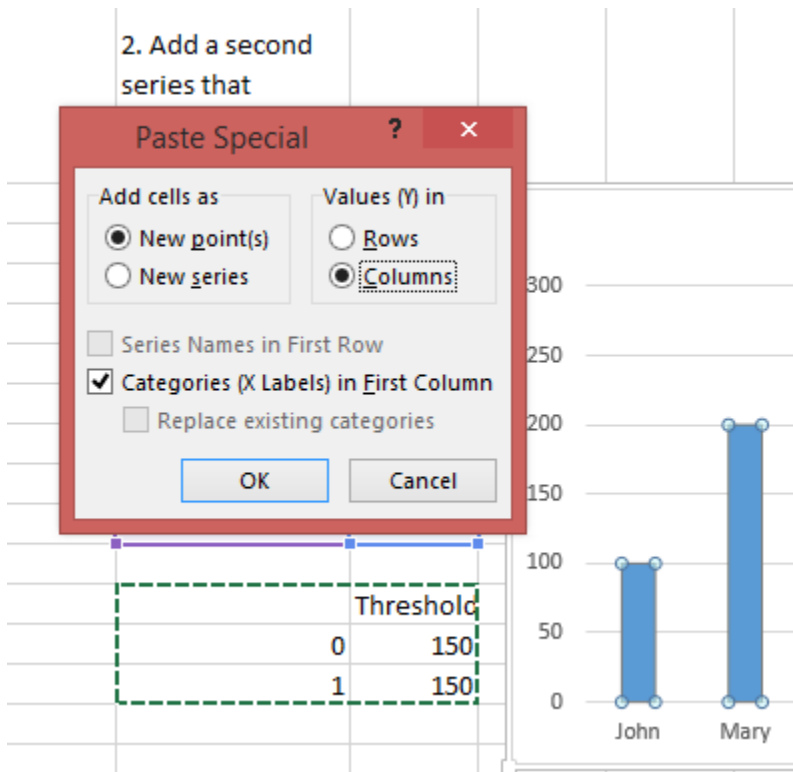 2. Add a second
series that
Paste Special ? ×
Add cells as Values (Y) in
New point(s) Rows
New series Columns
Series Names in First Row
Categories (X Labels) in First Column
Replace existing categories
OK Cancel
300
250
200
150
100
50
0
John Mary
Threshold
0 150
1 150